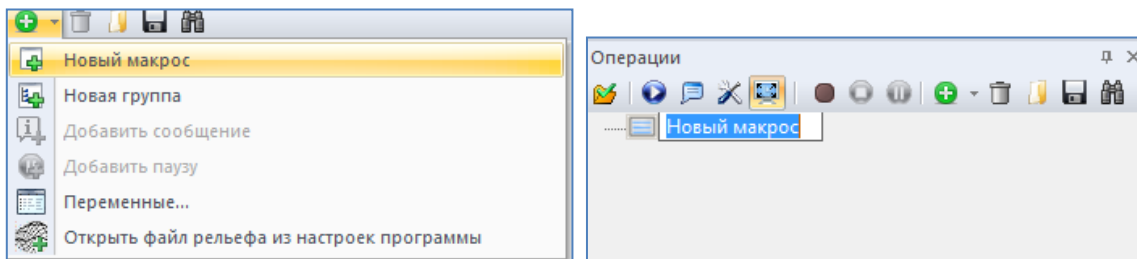 Новый макрос
Новая группа
Добавить сообщение
Добавить паузу
Переменные...
Открыть файл рельефа из настроек программы
Операции
Новый макрос